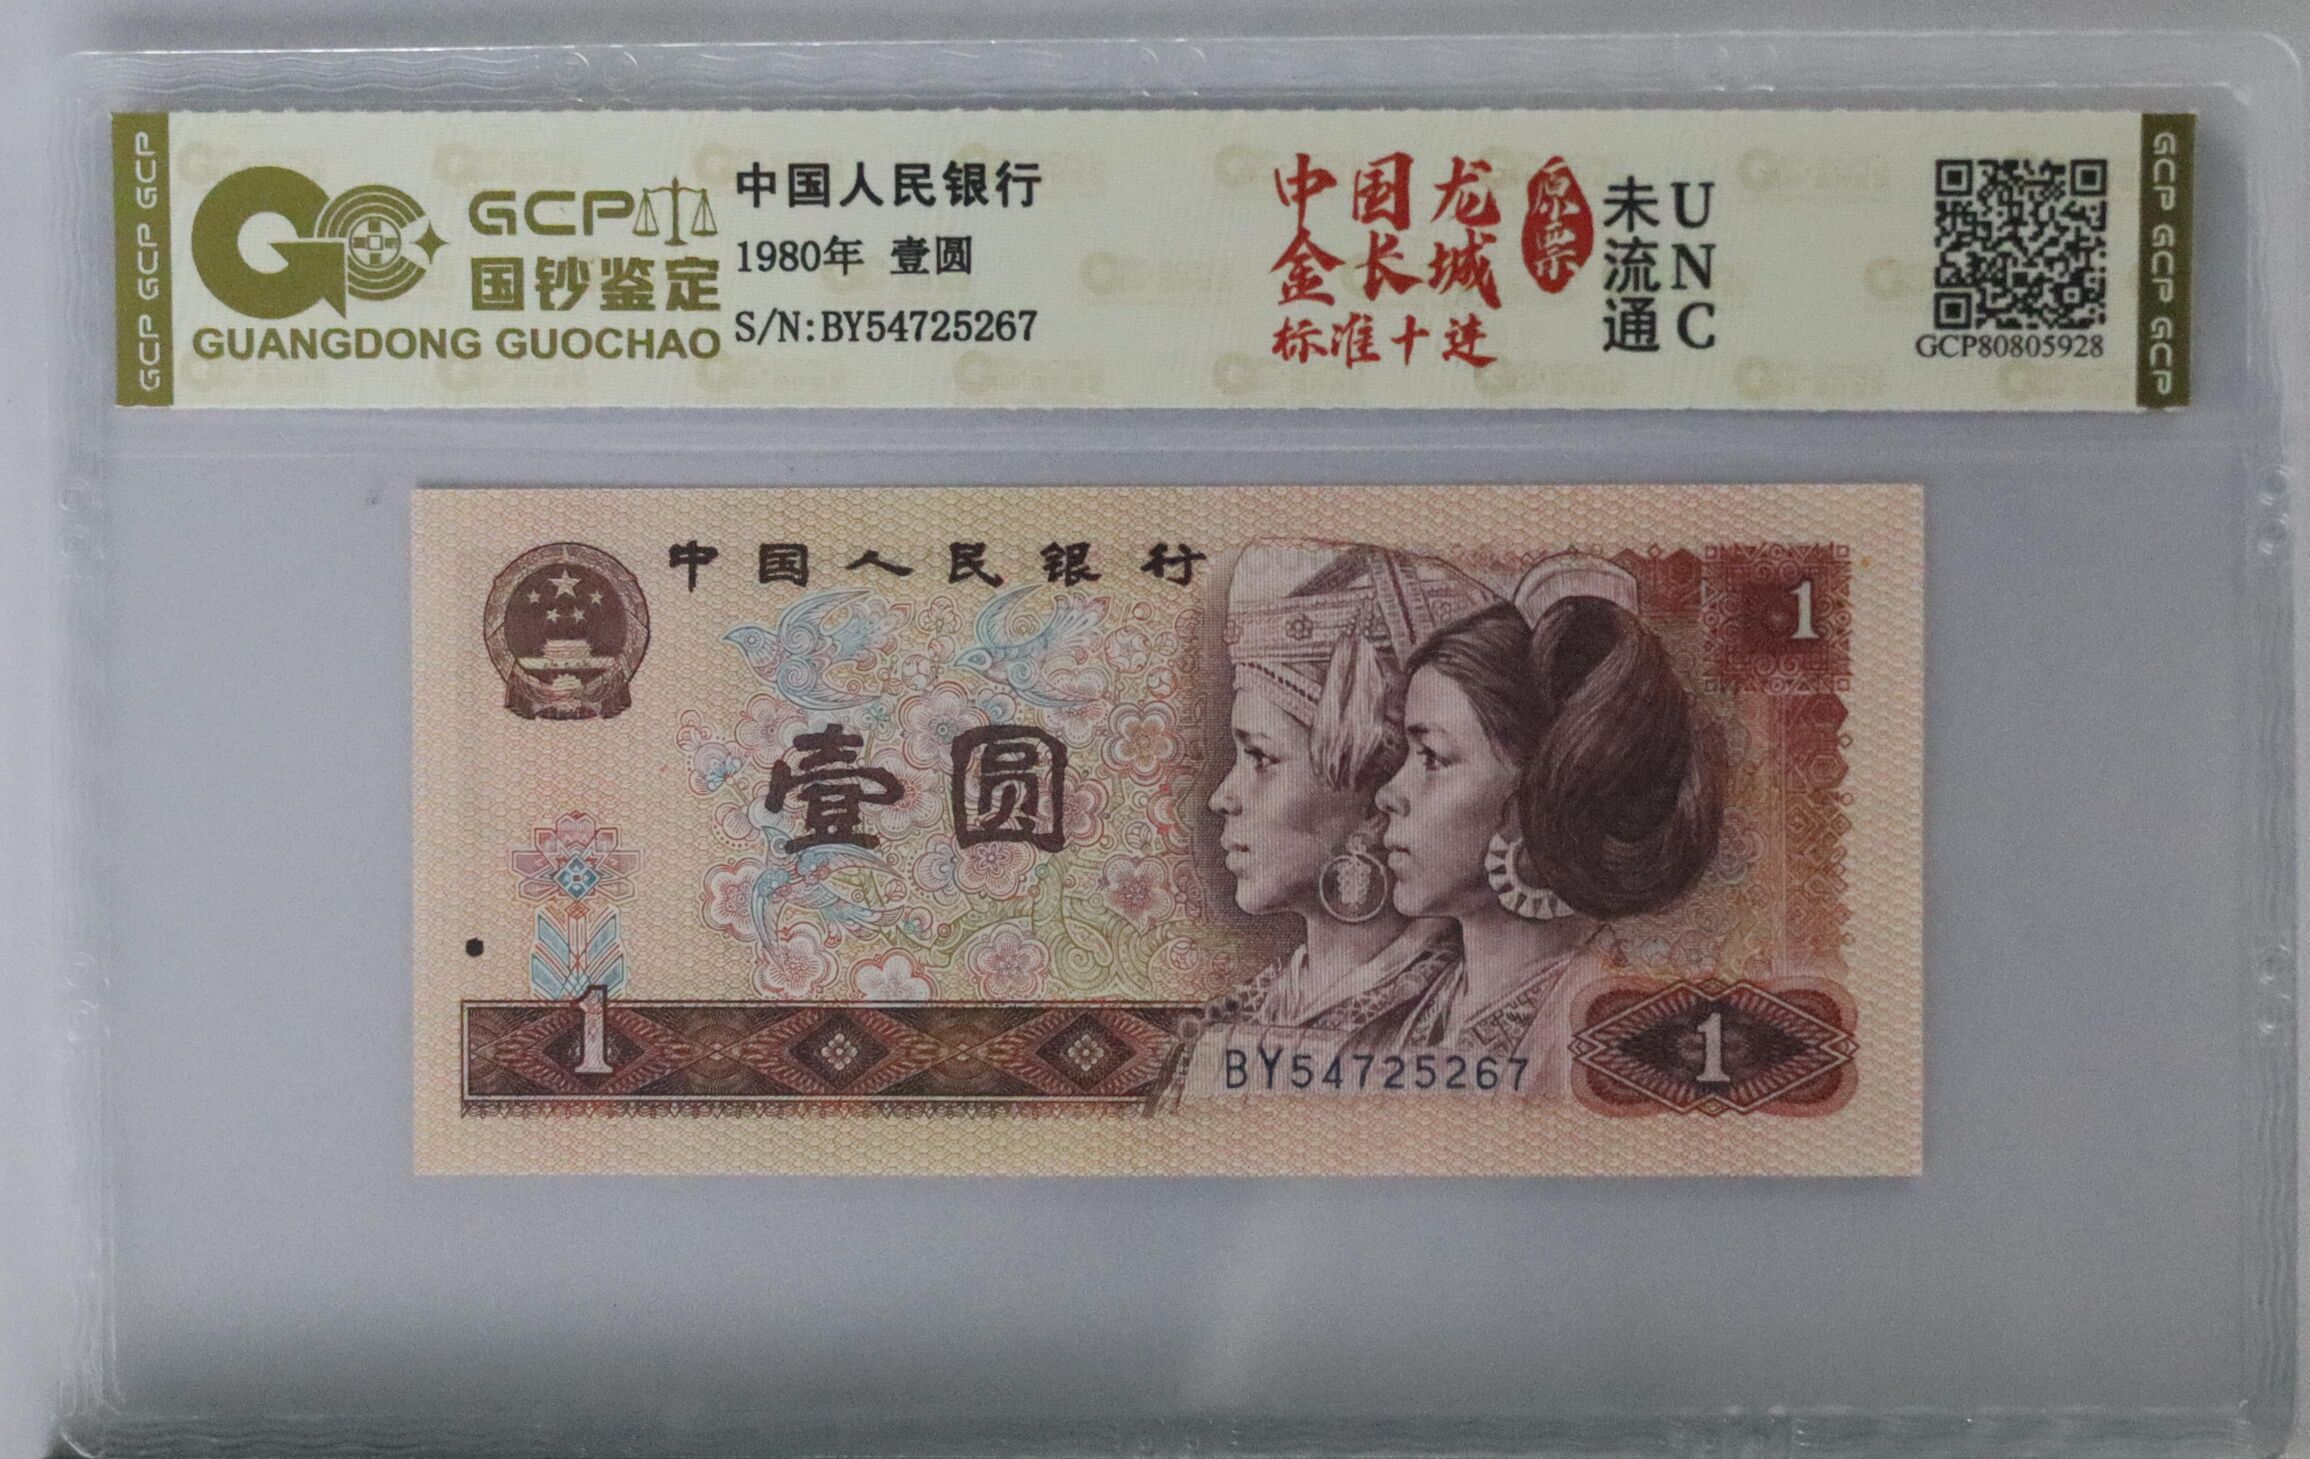 GCP GCP GCP
GCP
国钞鉴定
GUANGDONG GUOCHAO
中国人民银行
1980年 壹圆
S/N:BY54725267
中国龙
金长城
标准十连
原票
未流通
UNC
GCP80805928
GCP GCP GCP
中国人民银行
1
壹圆
1
BY54725267
1